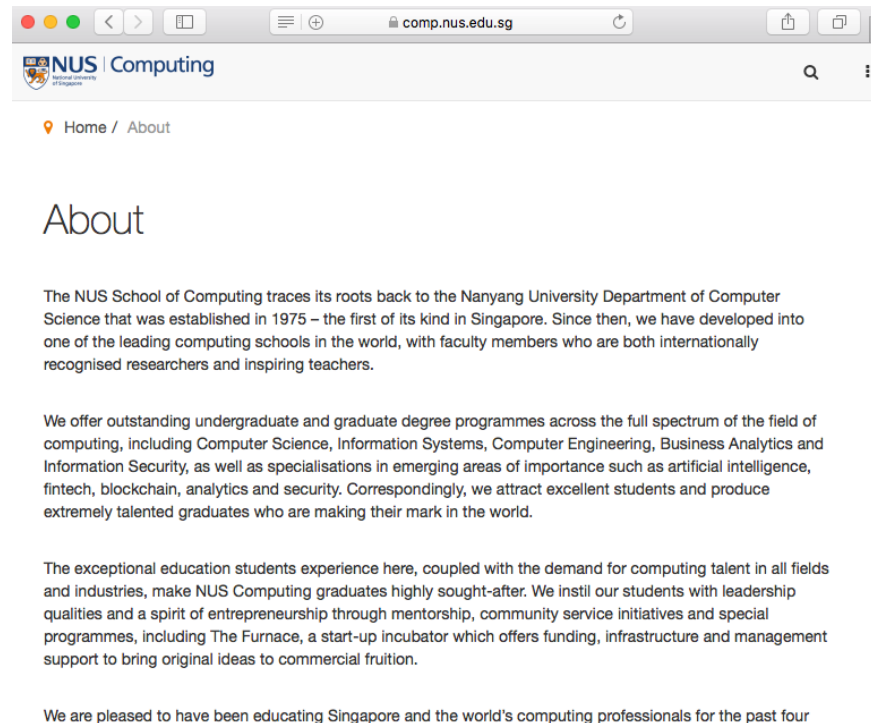 comp.nus.edu.sg
NUS | Computing
National University
of Singapore
Home / About
About
The NUS School of Computing traces its roots back to the Nanyang University Department of Computer
Science that was established in 1975 – the first of its kind in Singapore. Since then, we have developed into
one of the leading computing schools in the world, with faculty members who are both internationally
recognised researchers and inspiring teachers.
We offer outstanding undergraduate and graduate degree programmes across the full spectrum of the field of
computing, including Computer Science, Information Systems, Computer Engineering, Business Analytics and
Information Security, as well as specialisations in emerging areas of importance such as artificial intelligence,
fintech, blockchain, analytics and security. Correspondingly, we attract excellent students and produce
extremely talented graduates who are making their mark in the world.
The exceptional education students experience here, coupled with the demand for computing talent in all fields
and industries, make NUS Computing graduates highly sought-after. We instil our students with leadership
qualities and a spirit of entrepreneurship through mentorship, community service initiatives and special
programmes, including The Furnace, a start-up incubator which offers funding, infrastructure and management
support to bring original ideas to commercial fruition.
We are pleased to have been educating Singapore and the world's computing professionals for the past four